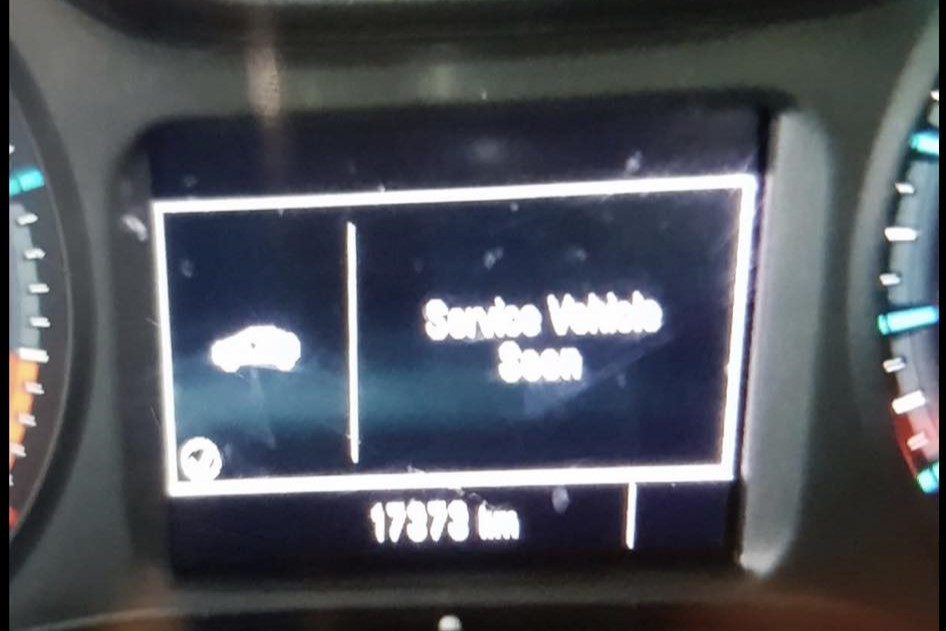 Service Vehicle
Soon
17373 km